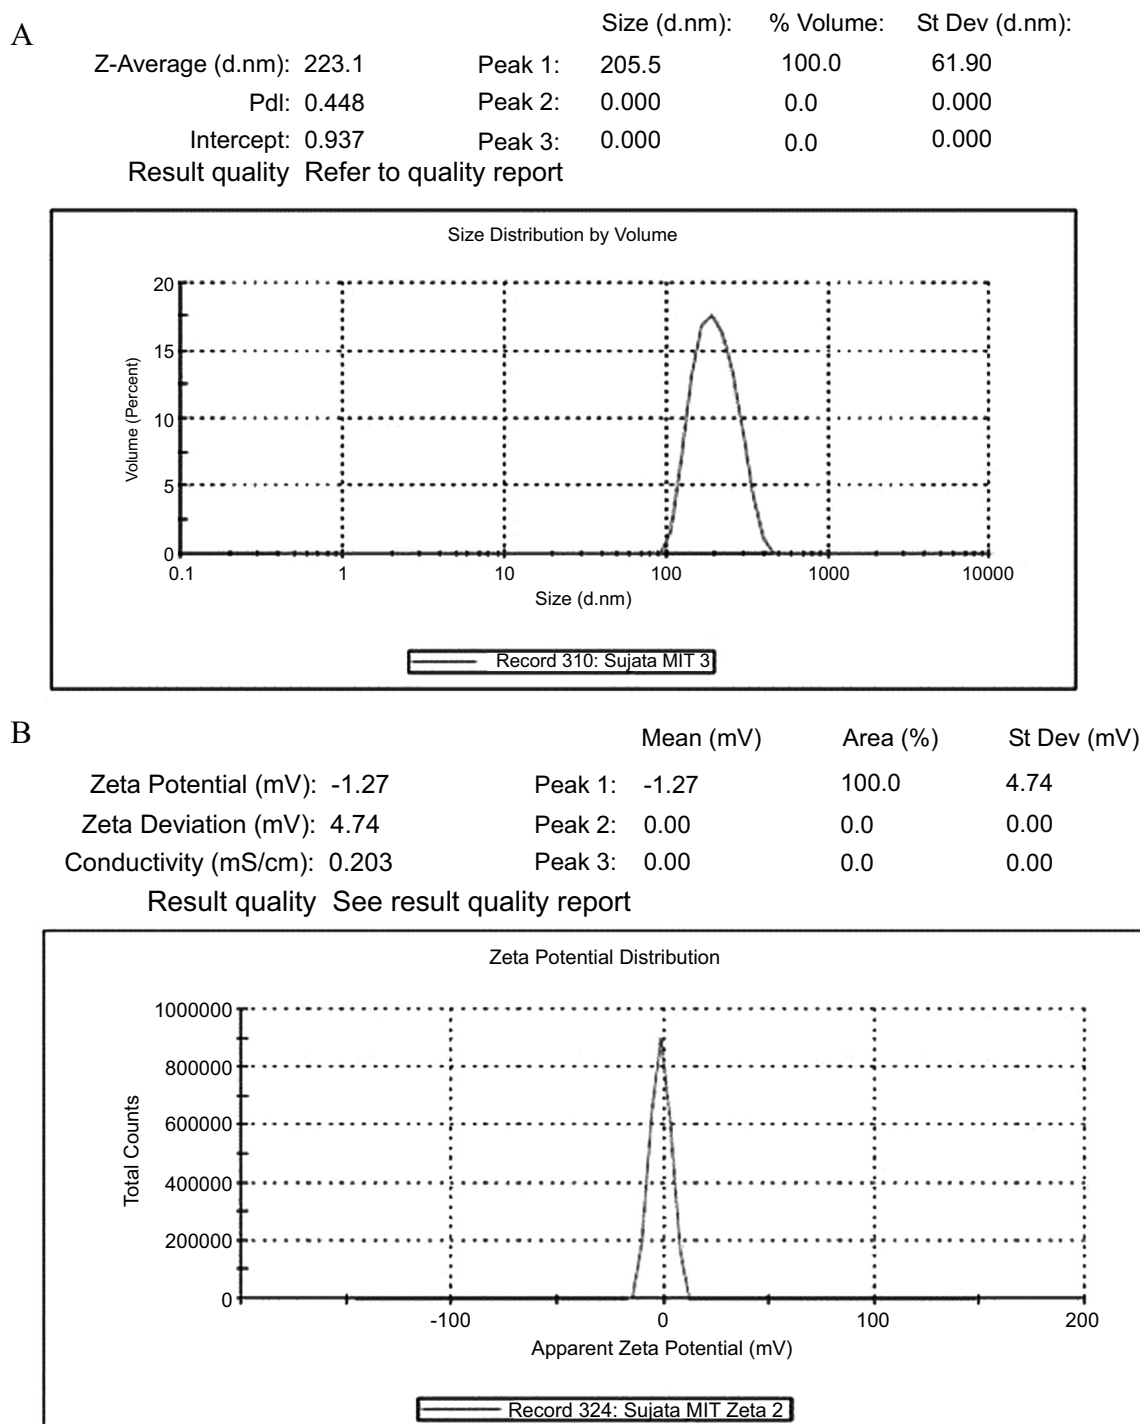 A
Size (d.nm): % Volume: St Dev (d.nm):
Z-Average (d.nm): 223.1 Peak 1: 205.5 100.0 61.90
PdI: 0.448 Peak 2: 0.000 0.0 0.000
Intercept: 0.937 Peak 3: 0.000 0.0 0.000
Result quality Refer to quality report
Size Distribution by Volume
20
15
10
5
0
Volume (Percent)
0.1 1 10 100 1000 10000
Size (d.nm)
Record 310: Sujata MIT 3
B
Mean (mV) Area (%) St Dev (mV)
Zeta Potential (mV): -1.27 Peak 1: -1.27 100.0 4.74
Zeta Deviation (mV): 4.74 Peak 2: 0.00 0.0 0.00
Conductivity (mS/cm): 0.203 Peak 3: 0.00 0.0 0.00
Result quality See result quality report
Zeta Potential Distribution
1000000
800000
600000
400000
200000
0
Total Counts
-100 0 100 200
Apparent Zeta Potential (mV)
Record 324: Sujata MIT Zeta 2